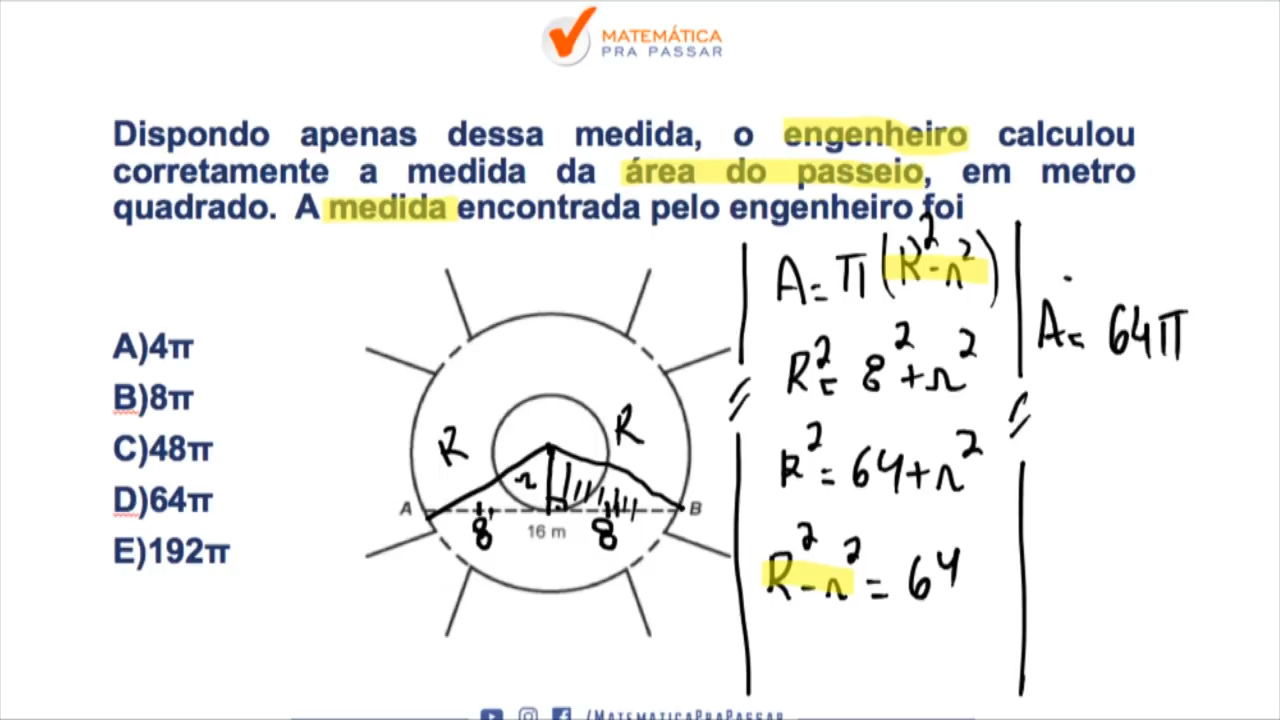 MATEMÁTICA
PRA PASSAR
Dispondo apenas dessa medida, o engenheiro calculou
corretamente a medida da área do passeio, em metro
quadrado. A medida encontrada pelo engenheiro foi
A)4π
B)8π
C)48π
D)64π
E)192π
R R
r
A B
8 16 m 8
A = π (R² - r²)
R² = 8² + r²
R² = 64 + r²
R² - r² = 64
A = 64π
/MATEMATICAPRAPASSAR